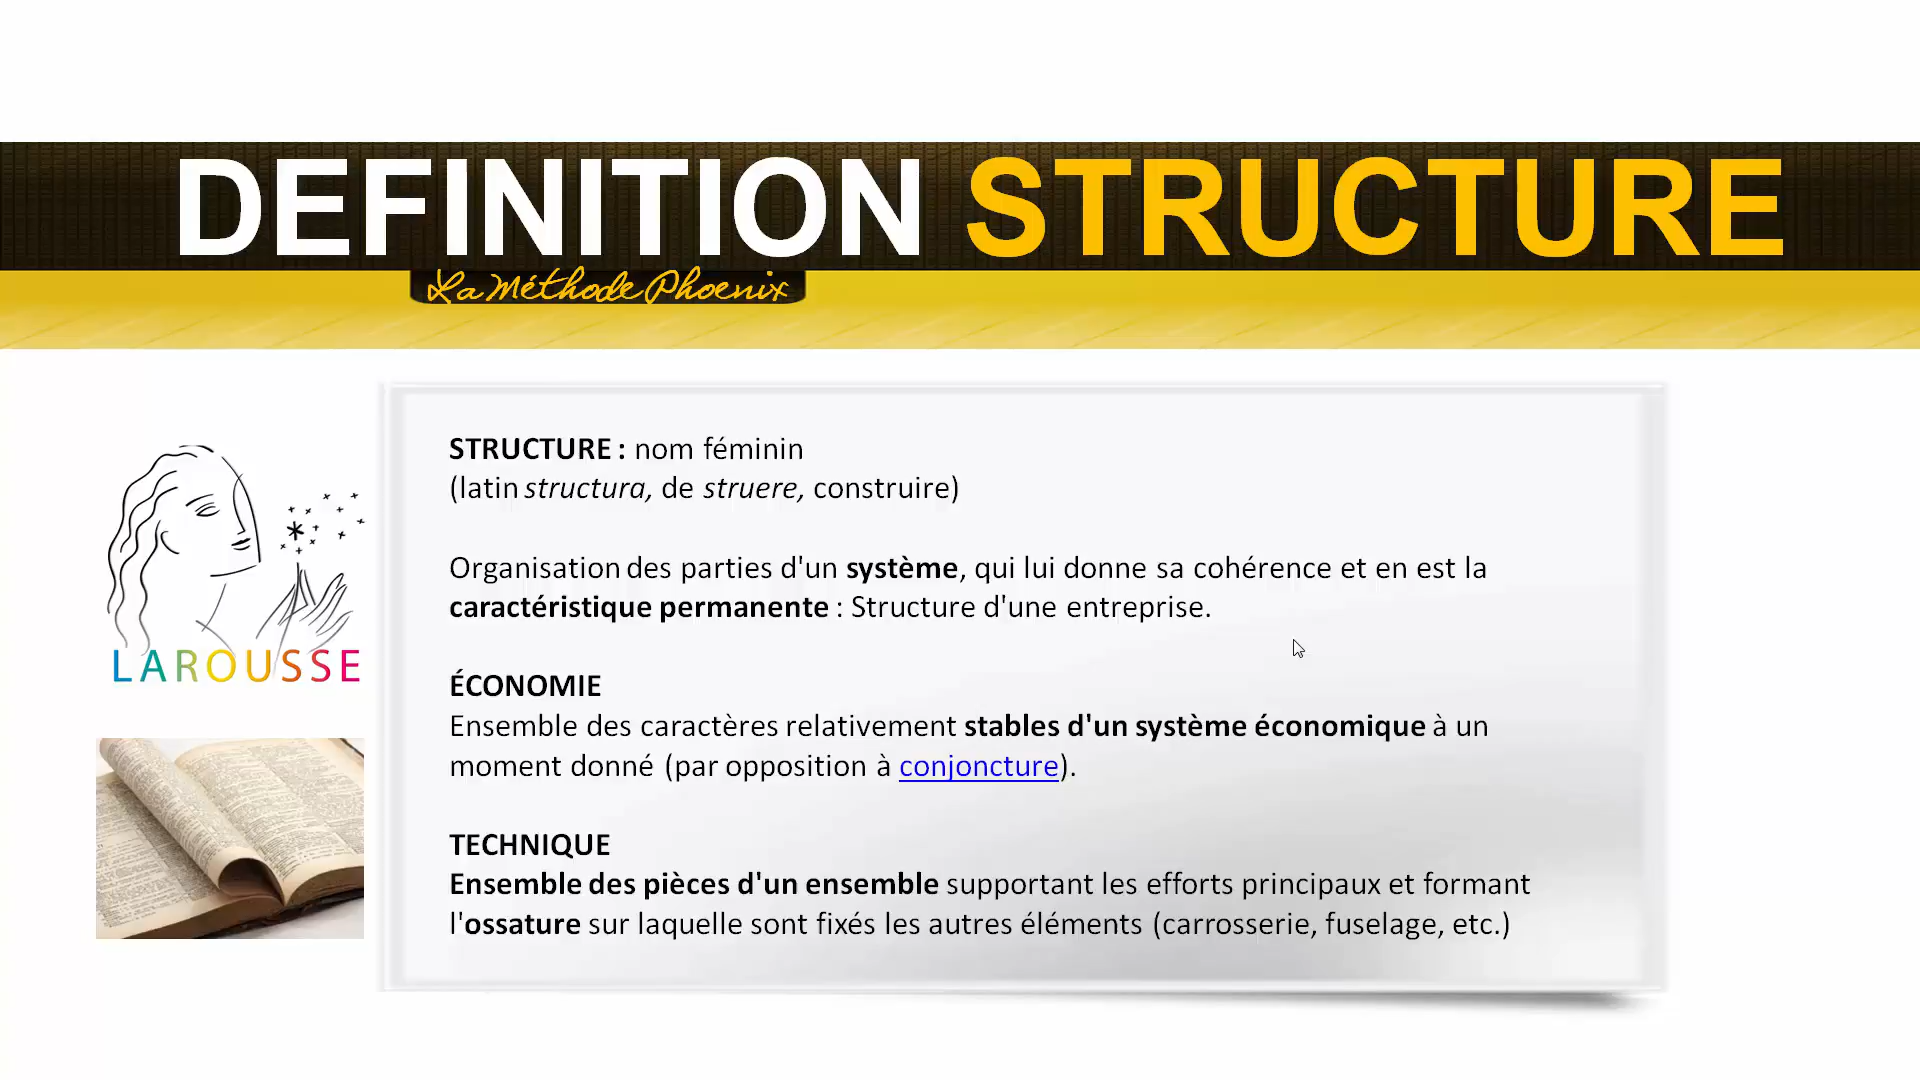 DEFINITION STRUCTURE
La Méthode Phoenix
STRUCTURE : nom féminin
(latin structura, de struere, construire)
Organisation des parties d'un système, qui lui donne sa cohérence et en est la
caractéristique permanente : Structure d'une entreprise.
ÉCONOMIE
Ensemble des caractères relativement stables d'un système économique à un
moment donné (par opposition à conjoncture).
TECHNIQUE
Ensemble des pièces d'un ensemble supportant les efforts principaux et formant
l'ossature sur laquelle sont fixés les autres éléments (carrosserie, fuselage, etc.)
LAROUSSE